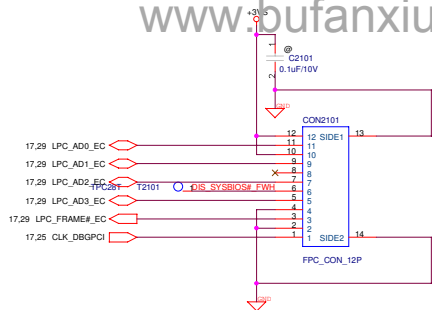 www.bufanxiu
+3VS
1
@
C2101
0.1uF/10V
2
GND
CON2101
12 12 SIDE1 13
17,29 LPC_AD0_EC 11 11
10 10
17,29 LPC_AD1_EC 9 9
8 8
17,29 LPC_AD2_EC 7 7
TPC28T T2101 1 DIS_SYSBIOS#_FWH 6 6
17,29 LPC_AD3_EC 5 5
4 4
17,29 LPC_FRAME#_EC 3 3
2 2
17,25 CLK_DBGPCI 1 1 SIDE2 14
FPC_CON_12P
GND